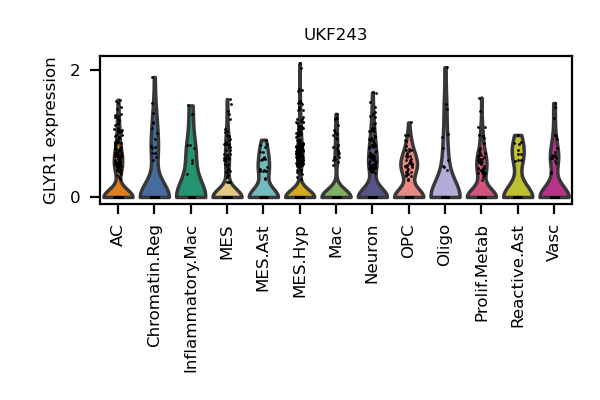 UKF243
GLYR1 expression
2
0
AC
Chromatin.Reg
Inflammatory.Mac
MES
MES.Ast
MES.Hyp
Mac
Neuron
OPC
Oligo
Prolif.Metab
Reactive.Ast
Vasc